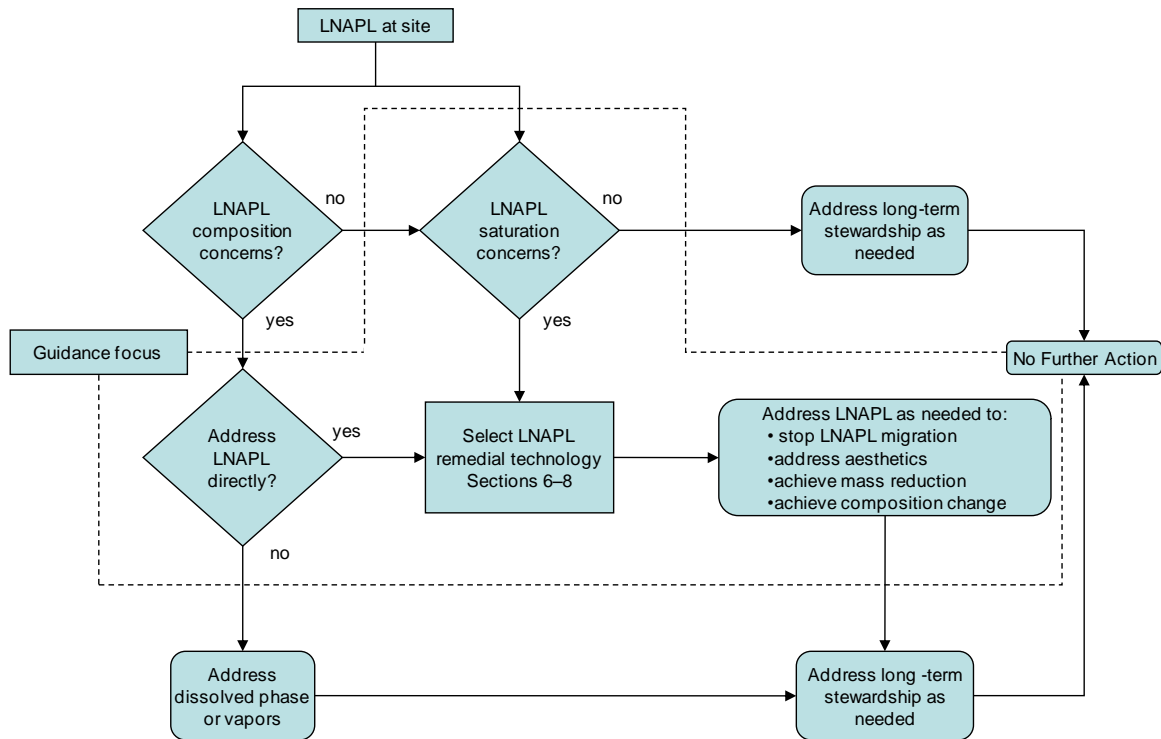 LNAPL at site
LNAPL
composition
concerns?
no
LNAPL
saturation
concerns?
no
Address long-term
stewardship as
needed
yes
yes
Guidance focus
No Further Action
Address
LNAPL
directly?
yes
Select LNAPL
remedial technology
Sections 6–8
Address LNAPL as needed to:
• stop LNAPL migration
•address aesthetics
•achieve mass reduction
•achieve composition change
no
Address
dissolved phase
or vapors
Address long -term
stewardship as
needed